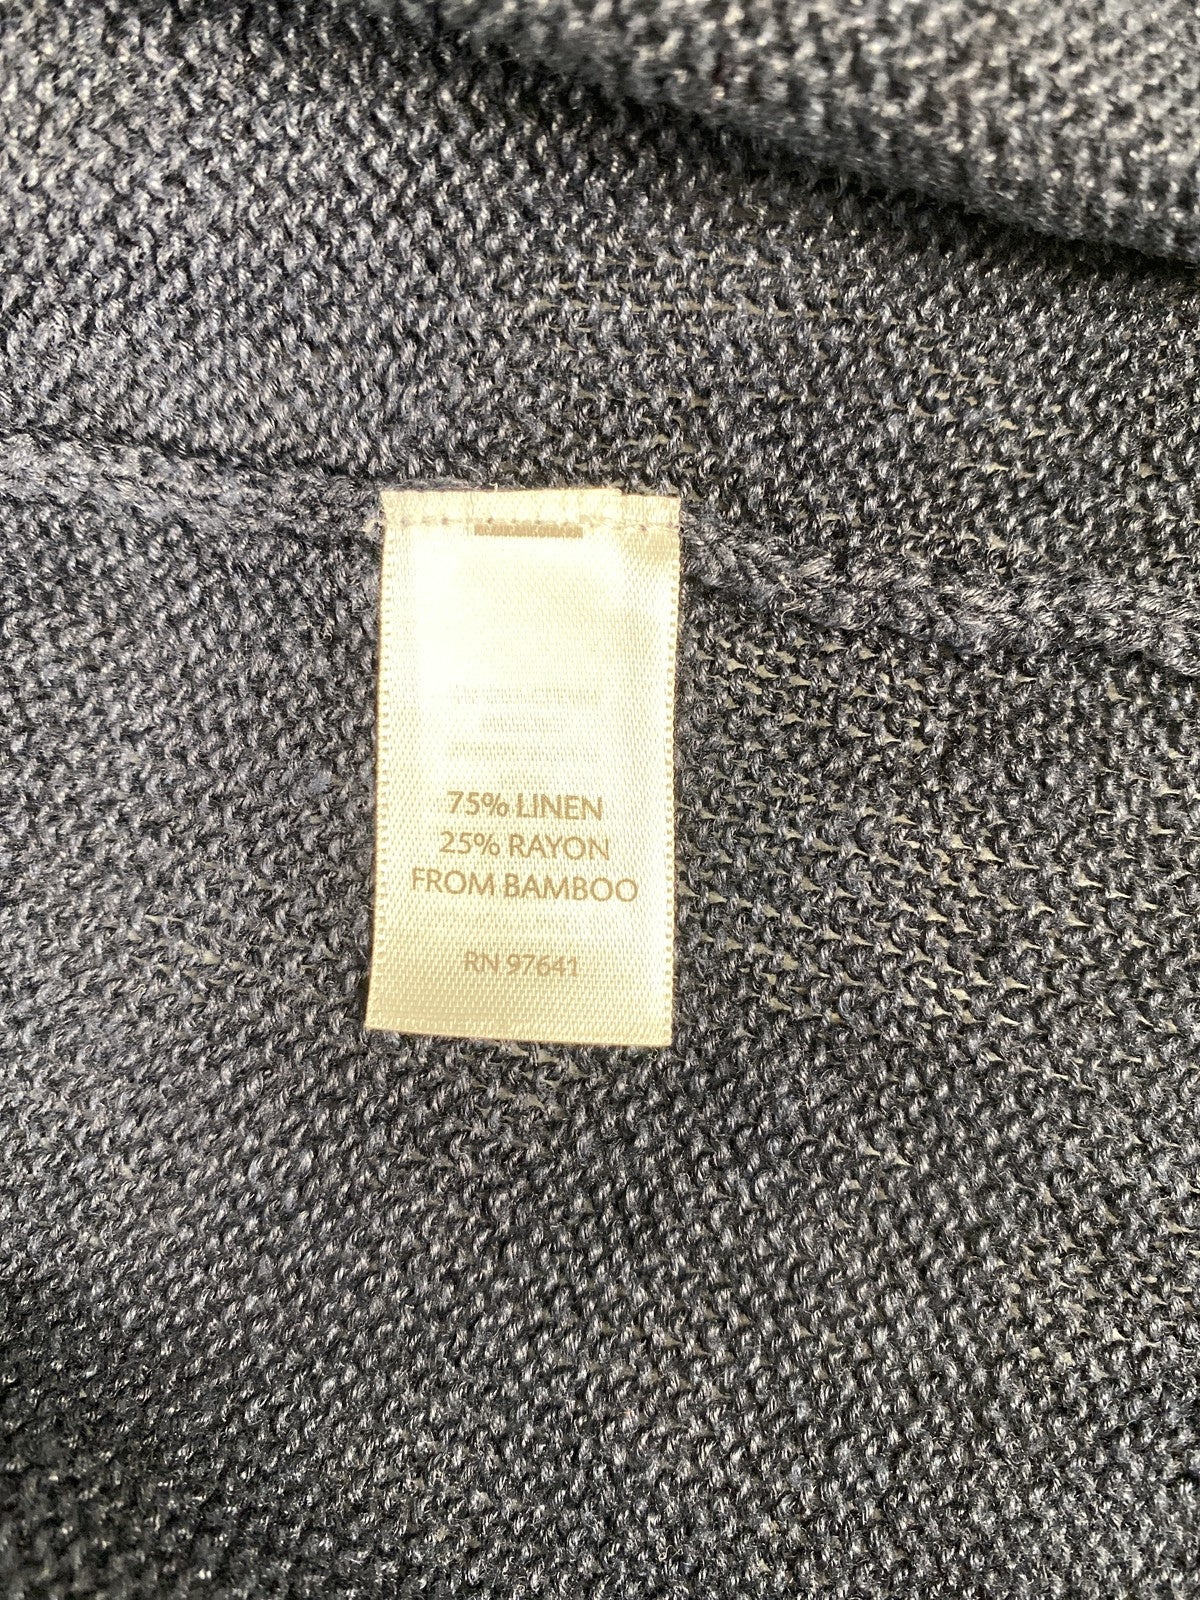 75% LINEN
25% RAYON
FROM BAMBOO
RN 97641